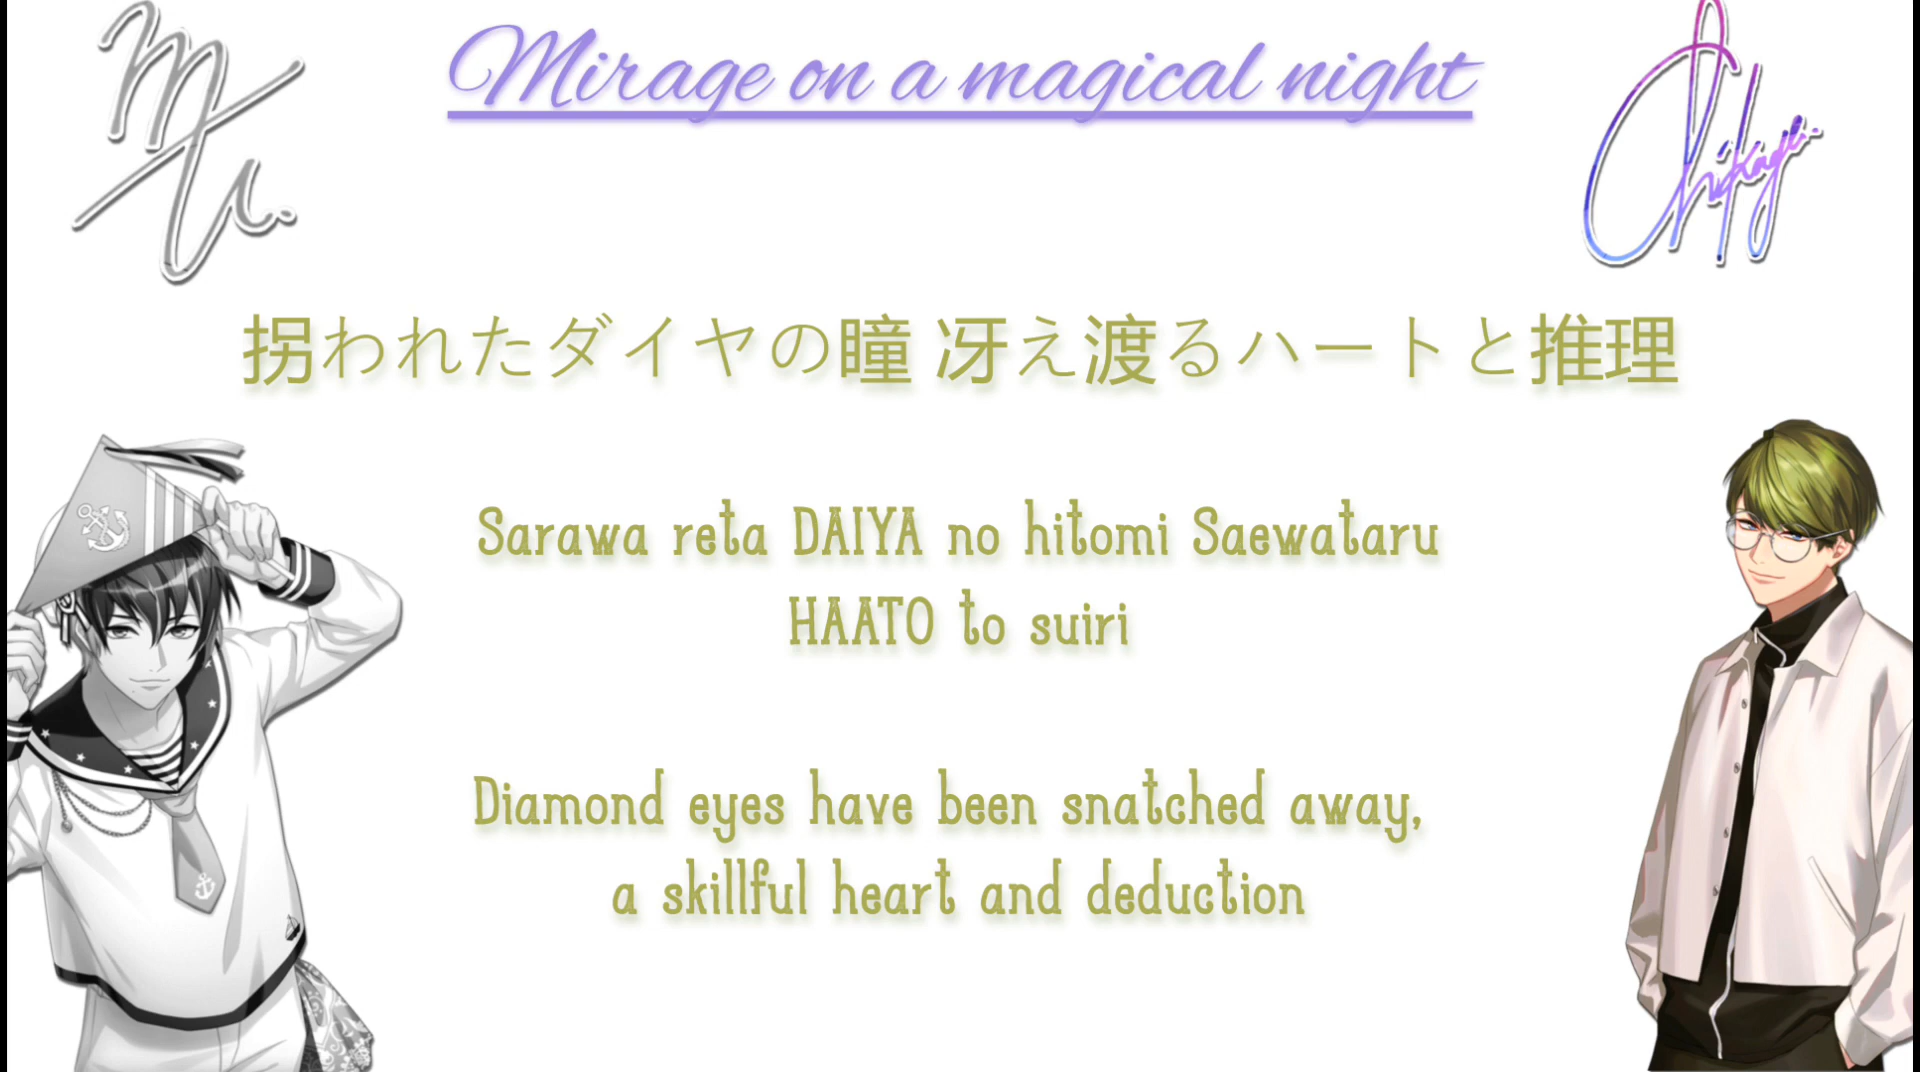 Mirage on a magical night
Chikage
拐われたダイヤの瞳 冴え渡るハートと推理
Sarawa reta DAIYA no hitomi Saewataru
HAATO to suiri
Diamond eyes have been snatched away,
a skillful heart and deduction